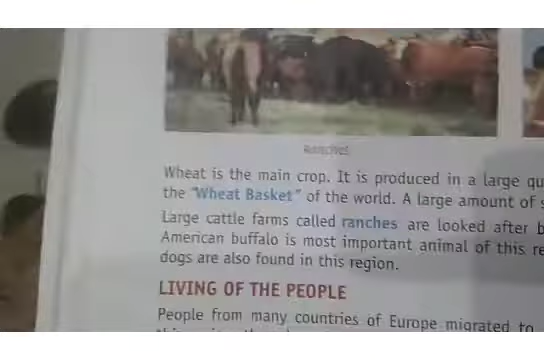 Ranches
Wheat is the main crop. It is produced in a large qu
the "Wheat Basket" of the world. A large amount of s
Large cattle farms called ranches are looked after b
American buffalo is most important animal of this re
dogs are also found in this region.
LIVING OF THE PEOPLE
People from many countries of Europe migrated to